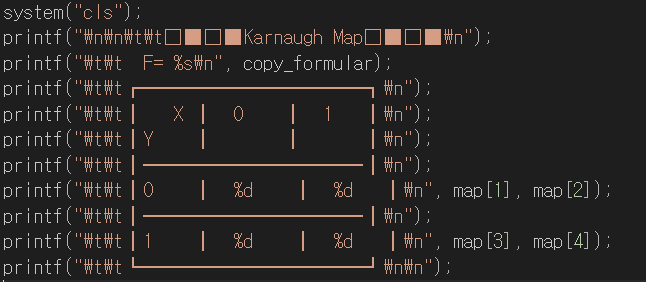 system("cls");
printf("₩n₩n₩t₩t□■□■Karnaugh Map□■□■₩n");
printf("₩t₩t  F= %s₩n", copy_formular);
printf("₩t₩t┏━━━━━━━━━━━━━━┓₩n");
printf("₩t₩t┃   X ┃  0    ┃  1   ┃₩n");
printf("₩t₩t┃Y    ┃       ┃      ┃₩n");
printf("₩t₩t┃━━━━━━━━━━━━━━┃₩n");
printf("₩t₩t┃0    ┃  %d   ┃  %d   ┃₩n", map[1], map[2]);
printf("₩t₩t┃━━━━━━━━━━━━━━┃₩n");
printf("₩t₩t┃1    ┃  %d   ┃  %d   ┃₩n", map[3], map[4]);
printf("₩t₩t┗━━━━━━━━━━━━━━┛₩n₩n");